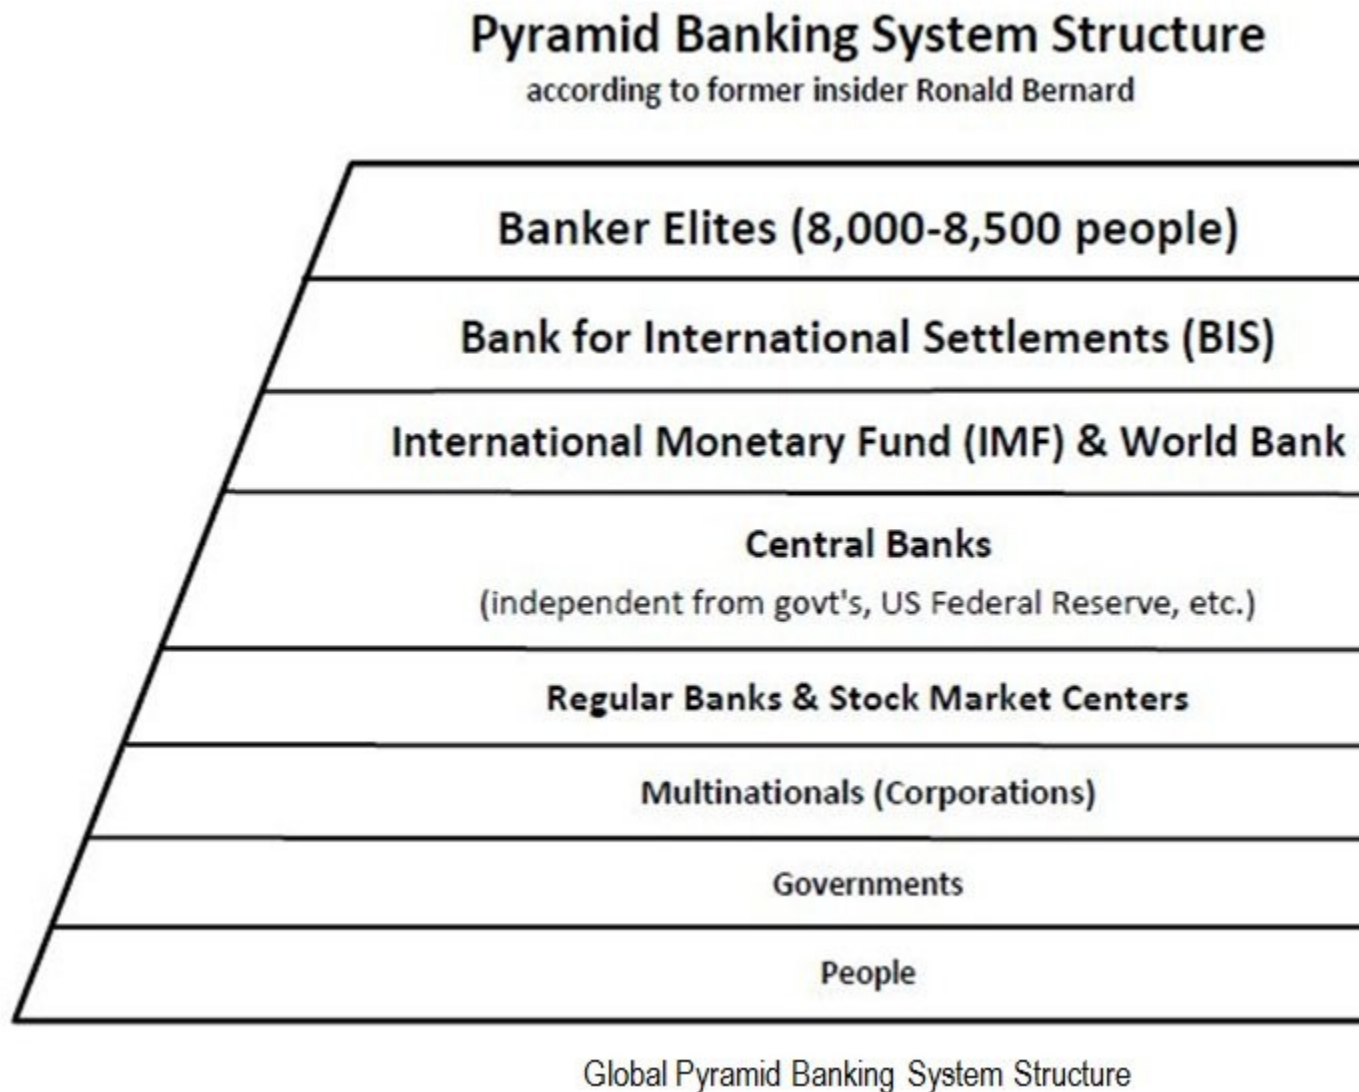 Pyramid Banking System Structure
according to former insider Ronald Bernard
Banker Elites (8,000-8,500 people)
Bank for International Settlements (BIS)
International Monetary Fund (IMF) & World Bank
Central Banks
(independent from govt's, US Federal Reserve, etc.)
Regular Banks & Stock Market Centers
Multinationals (Corporations)
Governments
People
Global Pyramid Banking System Structure